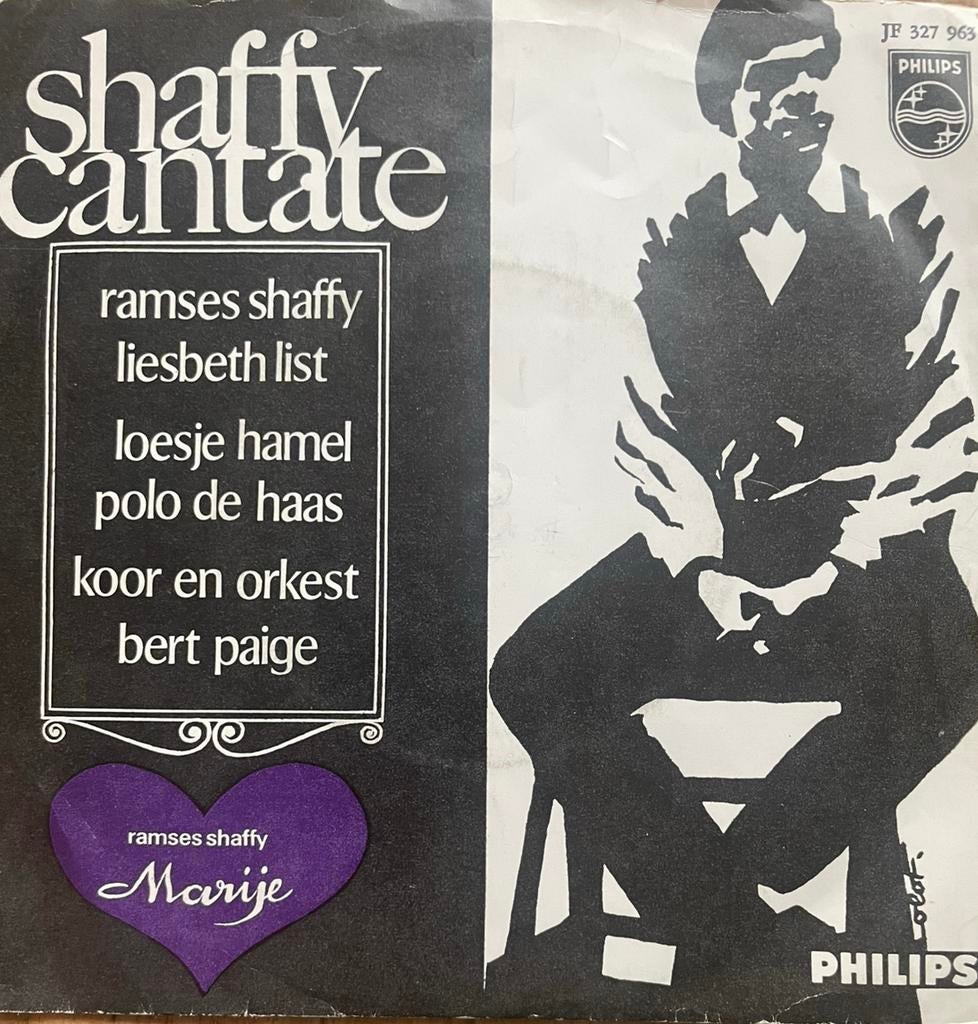 shaffy
cantate
ramses shaffy
liesbeth list
loesje hamel
polo de haas
koor en orkest
bert paige
ramses shaffy
Marije
JF 327 963
PHILIPS
PHILIPS